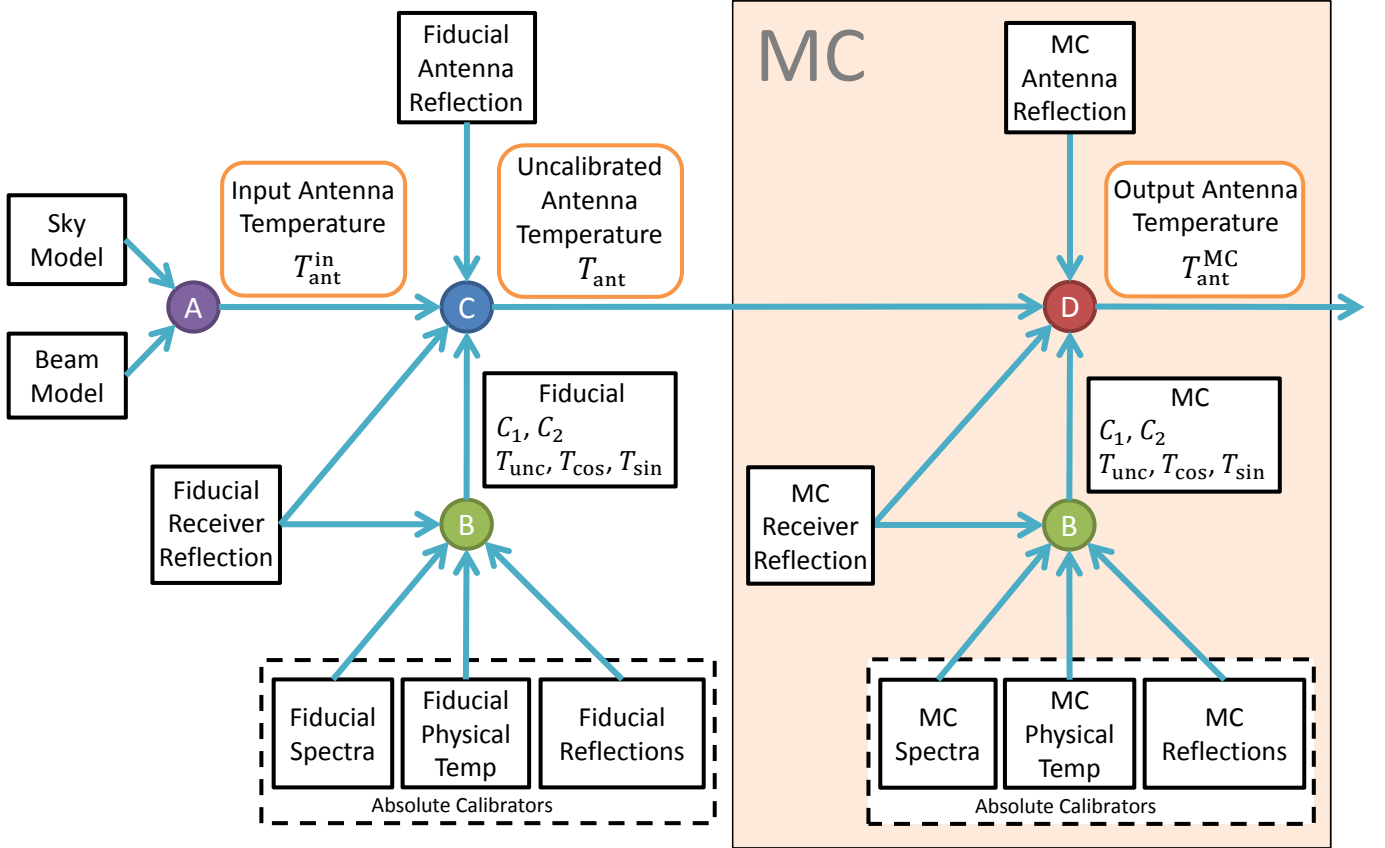 Fiducial
Antenna
Reflection
MC
MC
Antenna
Reflection
Sky
Model
Input Antenna
Temperature
T_ant^in
Uncalibrated
Antenna
Temperature
T_ant
Output Antenna
Temperature
T_ant^MC
A
C
D
Beam
Model
Fiducial
C_1, C_2
T_unc, T_cos, T_sin
MC
C_1, C_2
T_unc, T_cos, T_sin
Fiducial
Receiver
Reflection
B
MC
Receiver
Reflection
B
Fiducial
Spectra
Fiducial
Physical
Temp
Fiducial
Reflections
Absolute Calibrators
MC
Spectra
MC
Physical
Temp
MC
Reflections
Absolute Calibrators